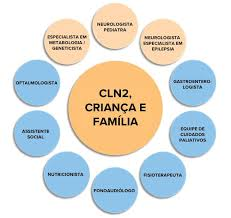 NEUROLOGISTA
PEDIATRA
NEUROLOGISTA
ESPECIALISTA EM
EPILEPSIA
GASTROENTERO-
LOGISTA
EQUIPE DE
CUIDADOS
PALIATIVOS
FISIOTERAPEUTA
FONOAUDIÓLOGO
NUTRICIONISTA
ASSISTENTE
SOCIAL
OFTALMOLOGISTA
ESPECIALISTA EM
METABOLOGIA /
GENETICISTA
CLN2,
CRIANÇA E
FAMÍLIA